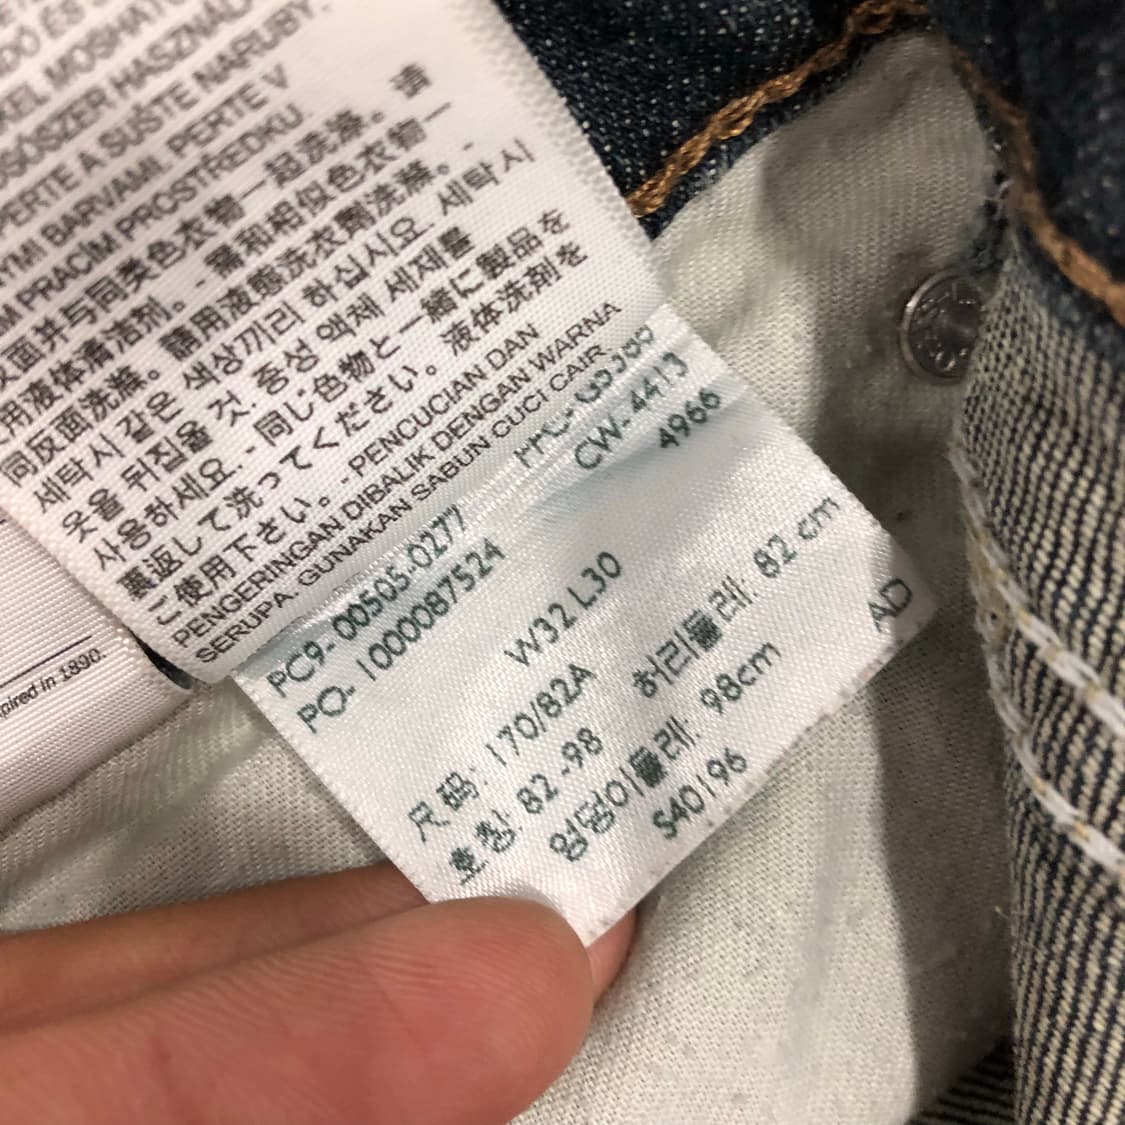 SÓSZER HASZNÁ
PERTE A SUŠTE NARUBY.
BARVAMI. PERTE V
PRACÍM PROSTŘEDKU
面并与同类色衣物一起洗涤。 请
用液体清洁剂。 - 需和相似色衣物一
同反面洗滌。 請用液態洗衣劑洗滌。 -
세탁시 같은 색상끼리 하십시오. 세탁시
옷을 뒤집을 것. 중성 액체 세제를
사용하세요. - 同じ色物と一緒に製品を
裏返して洗ってください。 液体洗剤を
ご使用下さい。 - PENCUCIAN DAN
PENGERINGAN DIBALIK DENGAN WARNA
SERUPA. GUNAKAN SABUN CUCI CAIR
PC9- 00505-0277
CW- 4413
PO- 1000087524
4966
W32 L30
尺码: 170/82A
허리둘레: 82 cm
호칭: 82 -98
엉덩이둘레: 98cm
AD
S40196
pired in 1890.